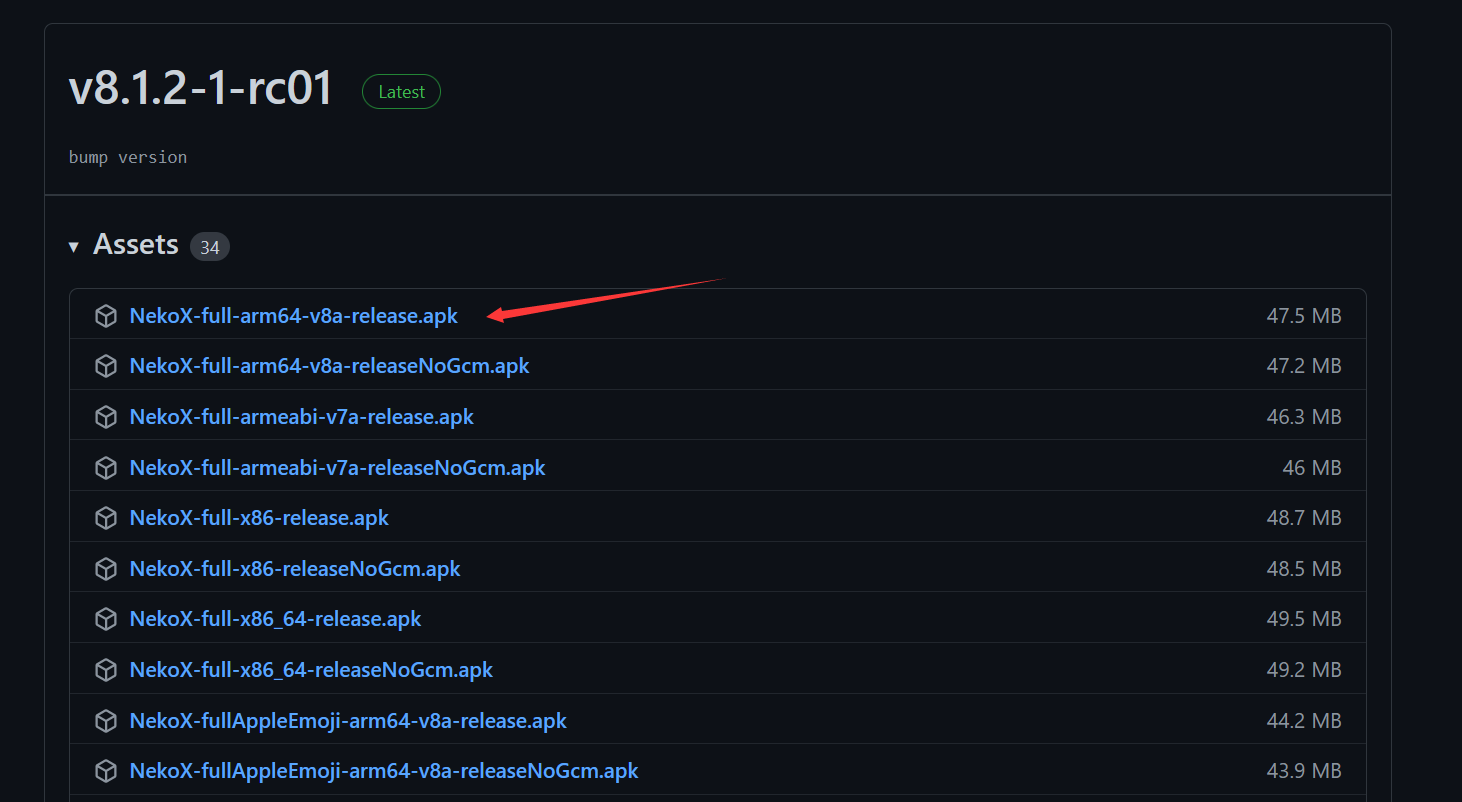 v8.1.2-1-rc01 Latest
bump version
Assets 34
NekoX-full-arm64-v8a-release.apk 47.5 MB
NekoX-full-arm64-v8a-releaseNoGcm.apk 47.2 MB
NekoX-full-armeabi-v7a-release.apk 46.3 MB
NekoX-full-armeabi-v7a-releaseNoGcm.apk 46 MB
NekoX-full-x86-release.apk 48.7 MB
NekoX-full-x86-releaseNoGcm.apk 48.5 MB
NekoX-full-x86_64-release.apk 49.5 MB
NekoX-full-x86_64-releaseNoGcm.apk 49.2 MB
NekoX-fullAppleEmoji-arm64-v8a-release.apk 44.2 MB
NekoX-fullAppleEmoji-arm64-v8a-releaseNoGcm.apk 43.9 MB